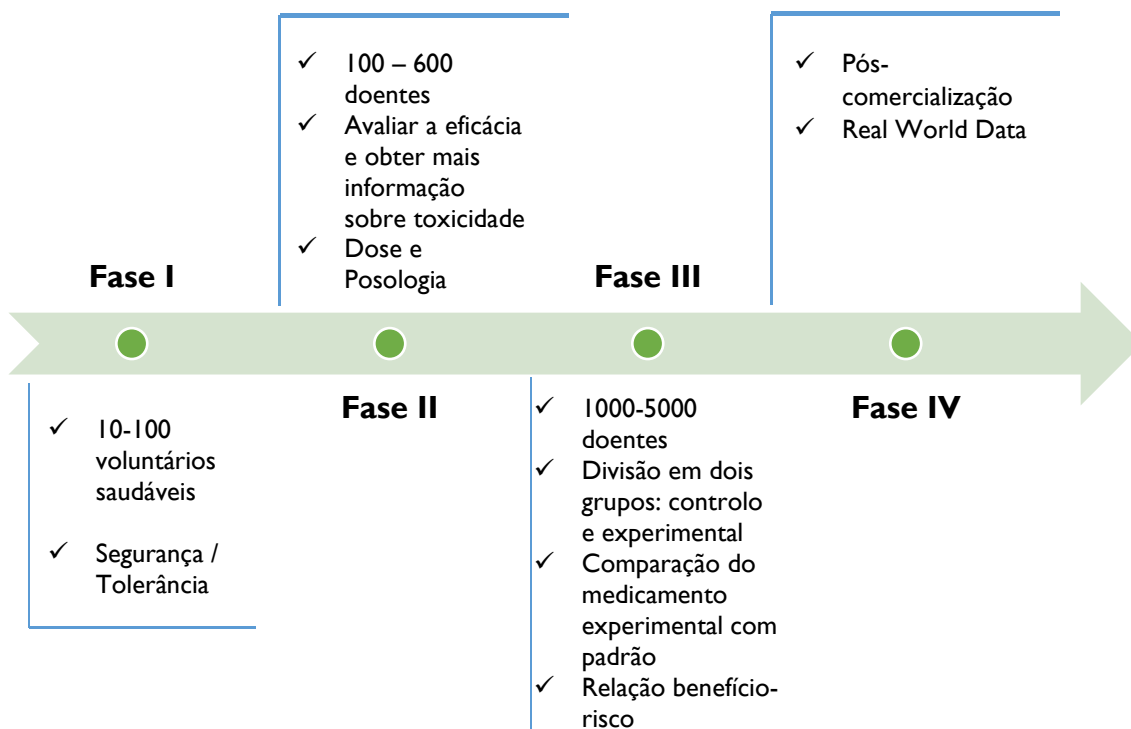 Fase I
✓ 10-100
voluntários
saudáveis
✓ Segurança /
Tolerância
✓ 100 – 600
doentes
✓ Avaliar a eficácia
e obter mais
informação
sobre toxicidade
✓ Dose e
Posologia
Fase II
Fase III
✓ 1000-5000
doentes
✓ Divisão em dois
grupos: controlo
e experimental
✓ Comparação do
medicamento
experimental com
padrão
✓ Relação benefício-
risco
✓ Pós-
comercialização
✓ Real World Data
Fase IV